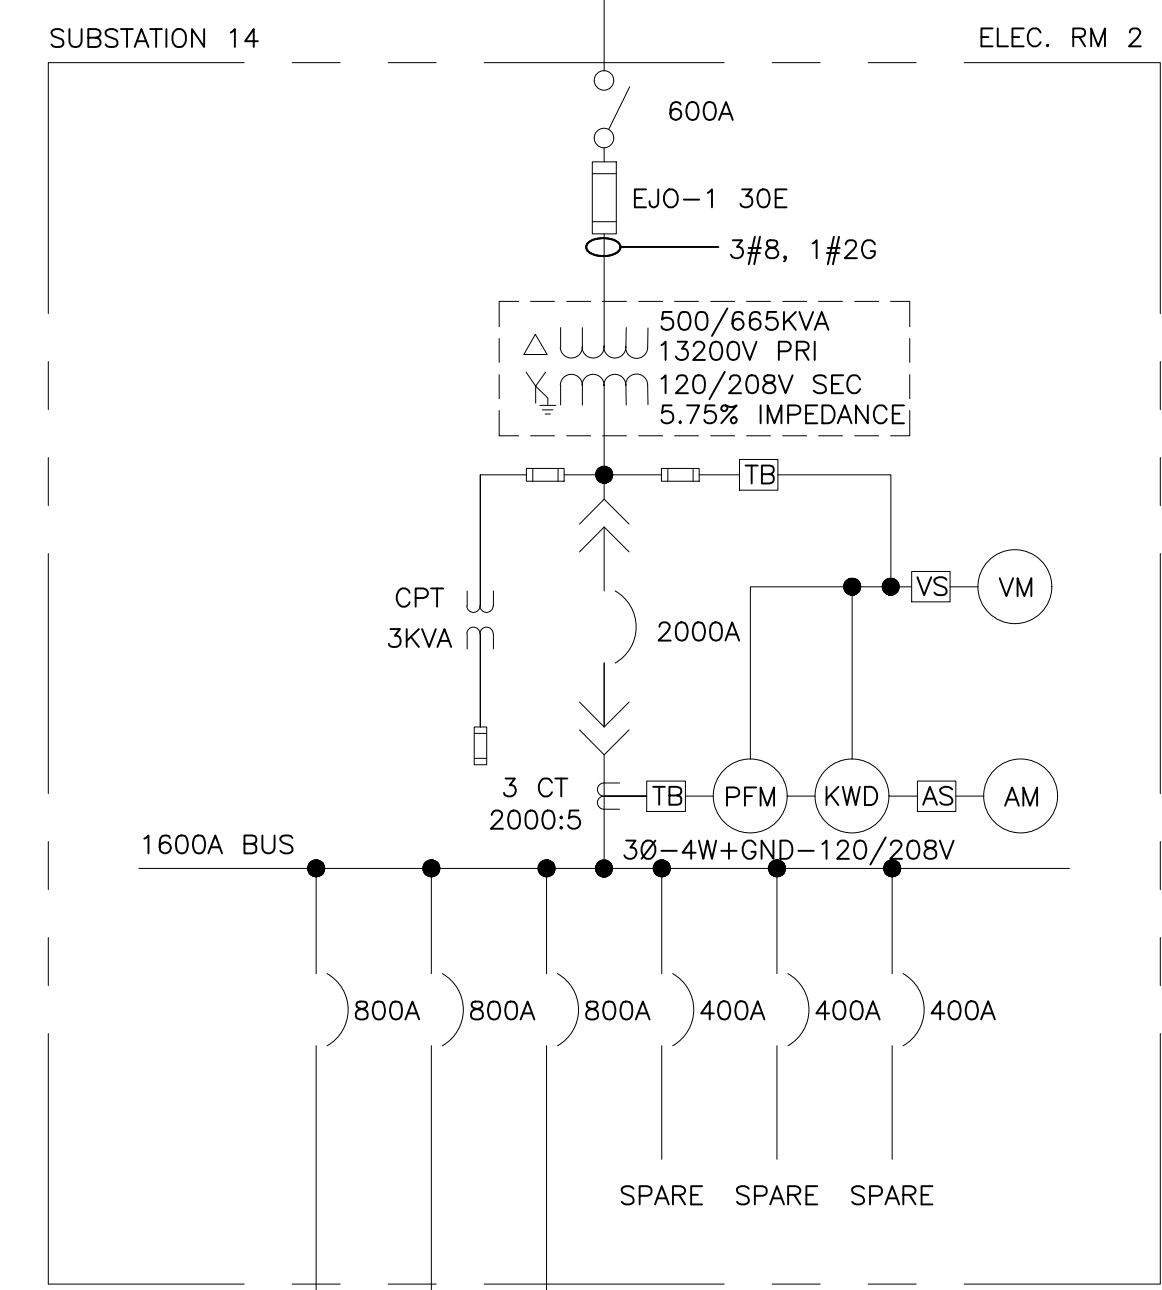 SUBSTATION 14
ELEC. RM 2
600A
EJO-1 30E
3#8, 1#2G
500/665KVA
13200V PRI
120/208V SEC
5.75% IMPEDANCE
TB
CPT
3KVA
2000A
VS
VM
3 CT
2000:5
TB
PFM
KWD
AS
AM
1600A BUS
3Ø-4W+GND-120/208V
800A
800A
800A
400A
400A
400A
SPARE
SPARE
SPARE